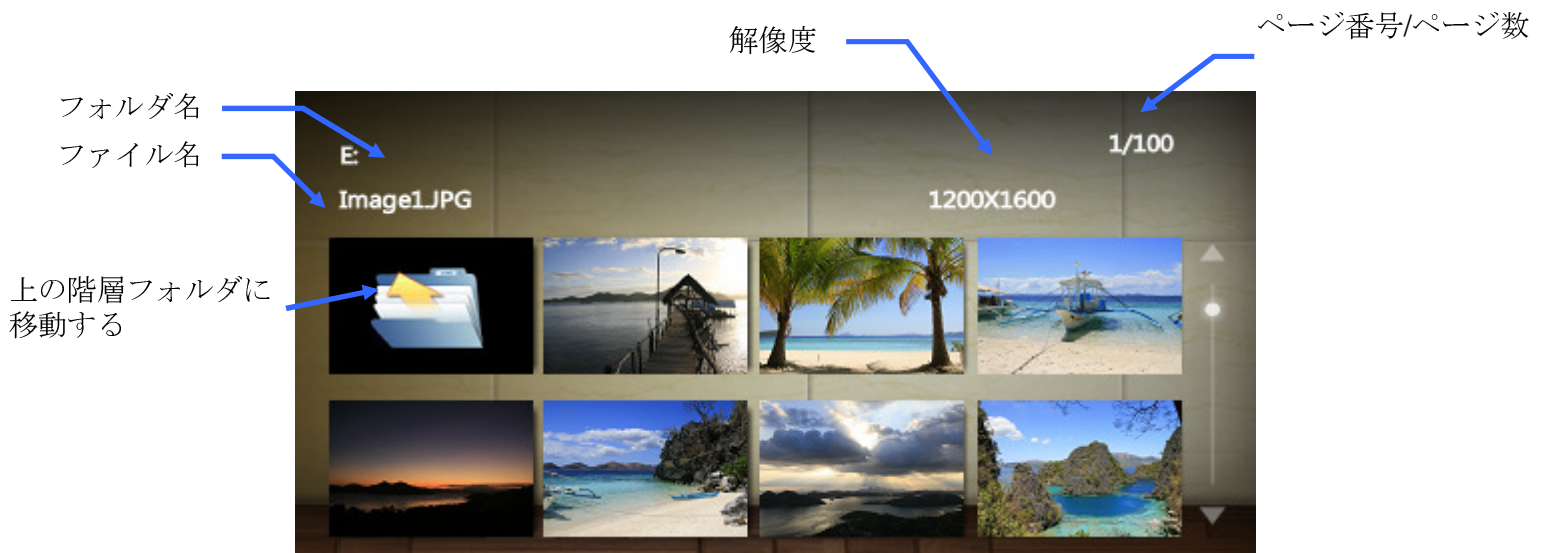 ページ番号/ページ数
解像度
フォルダ名
ファイル名
E:
1/100
Image1.JPG
1200X1600
上の階層フォルダに
移動する